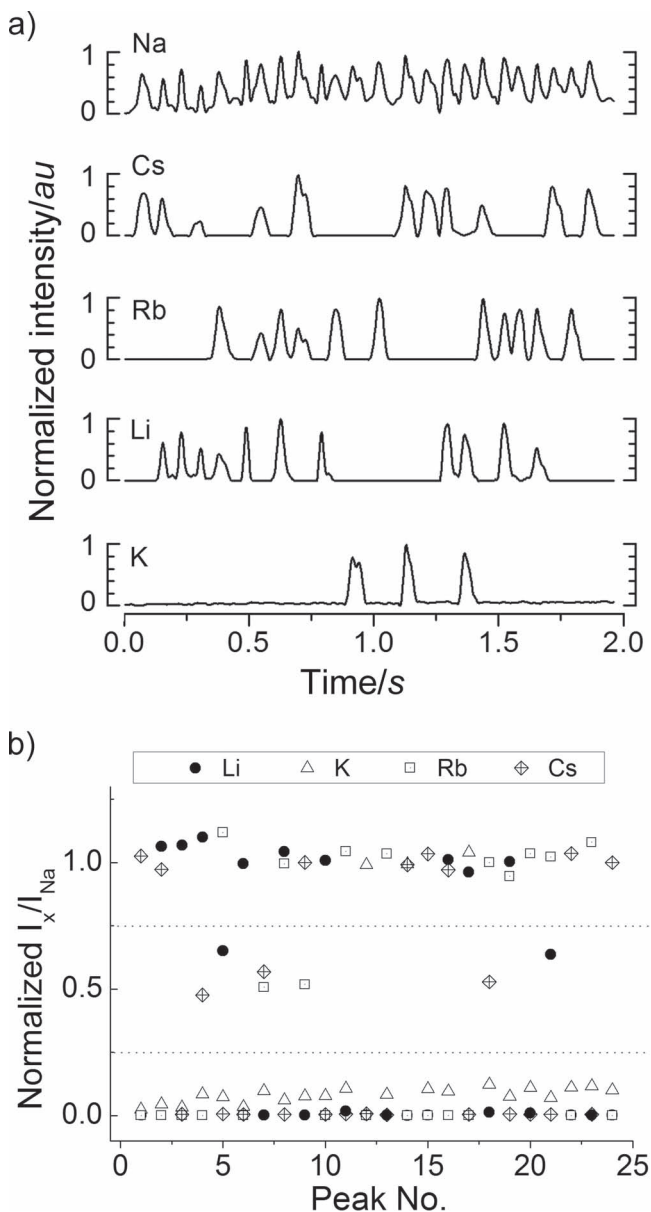 a)
Na
1
0
Cs
1
0
Rb
1
0
Li
1
0
K
1
0
Normalized intensity/au
0.0 0.5 1.0 1.5 2.0
Time/s
b)
Li K Rb Cs
1.0
0.5
0.0
Normalized Ix/INa
0 5 10 15 20 25
Peak No.